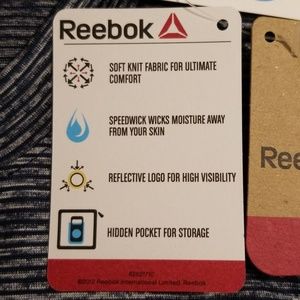 Reebok
SOFT KNIT FABRIC FOR ULTIMATE
COMFORT
SPEEDWICK WICKS MOISTURE AWAY
FROM YOUR SKIN
REFLECTIVE LOGO FOR HIGH VISIBILITY
HIDDEN POCKET FOR STORAGE
Reebok International Limited. Reebok
Ree